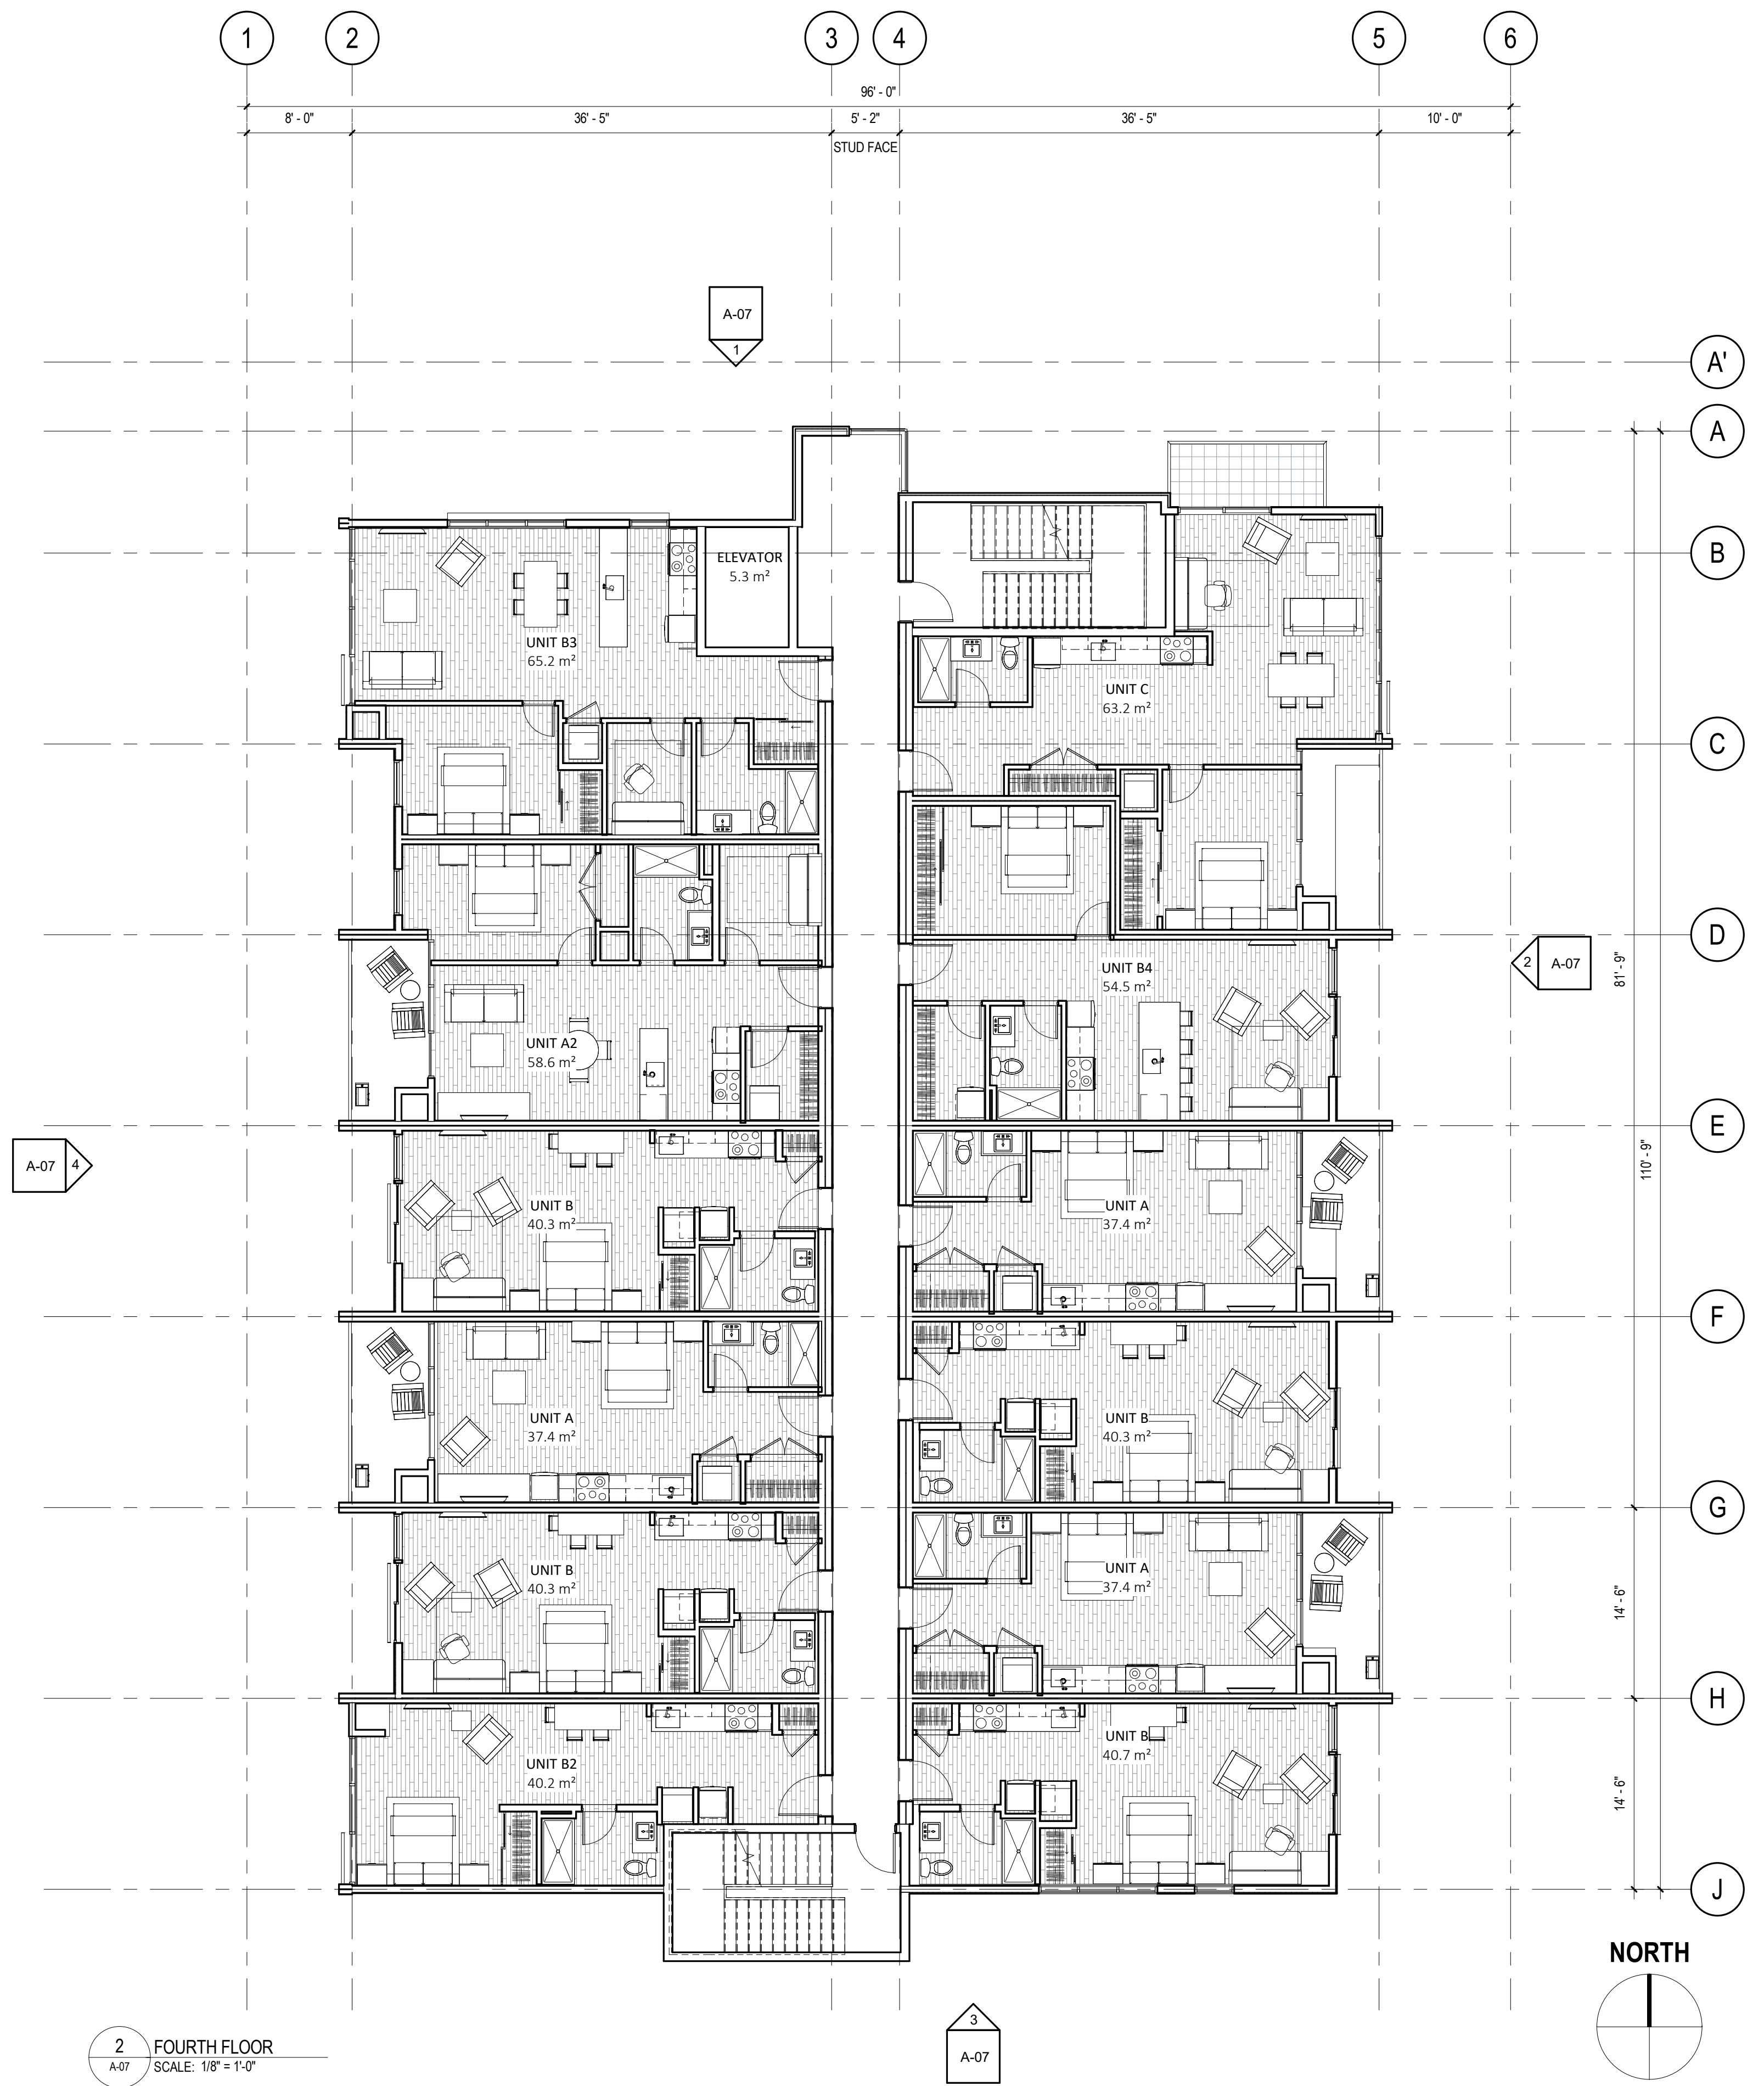 1
2
3
4
5
6
96' - 0"
8' - 0"
36' - 5"
5' - 2"
36' - 5"
10' - 0"
STUD FACE
A-07
1
A'
A
B
ELEVATOR
5.3 m²
UNIT B3
65.2 m²
UNIT C
63.2 m²
C
D
UNIT B4
54.5 m²
2
A-07
81' - 9"
UNIT A2
58.6 m²
E
A-07
4
110' - 9"
UNIT B
40.3 m²
UNIT A
37.4 m²
F
UNIT A
37.4 m²
UNIT B
40.3 m²
G
UNIT B
40.3 m²
UNIT A
37.4 m²
14' - 6"
H
UNIT B2
40.2 m²
UNIT B
40.7 m²
14' - 6"
J
NORTH
3
A-07
2
A-07
FOURTH FLOOR
SCALE: 1/8" = 1'-0"